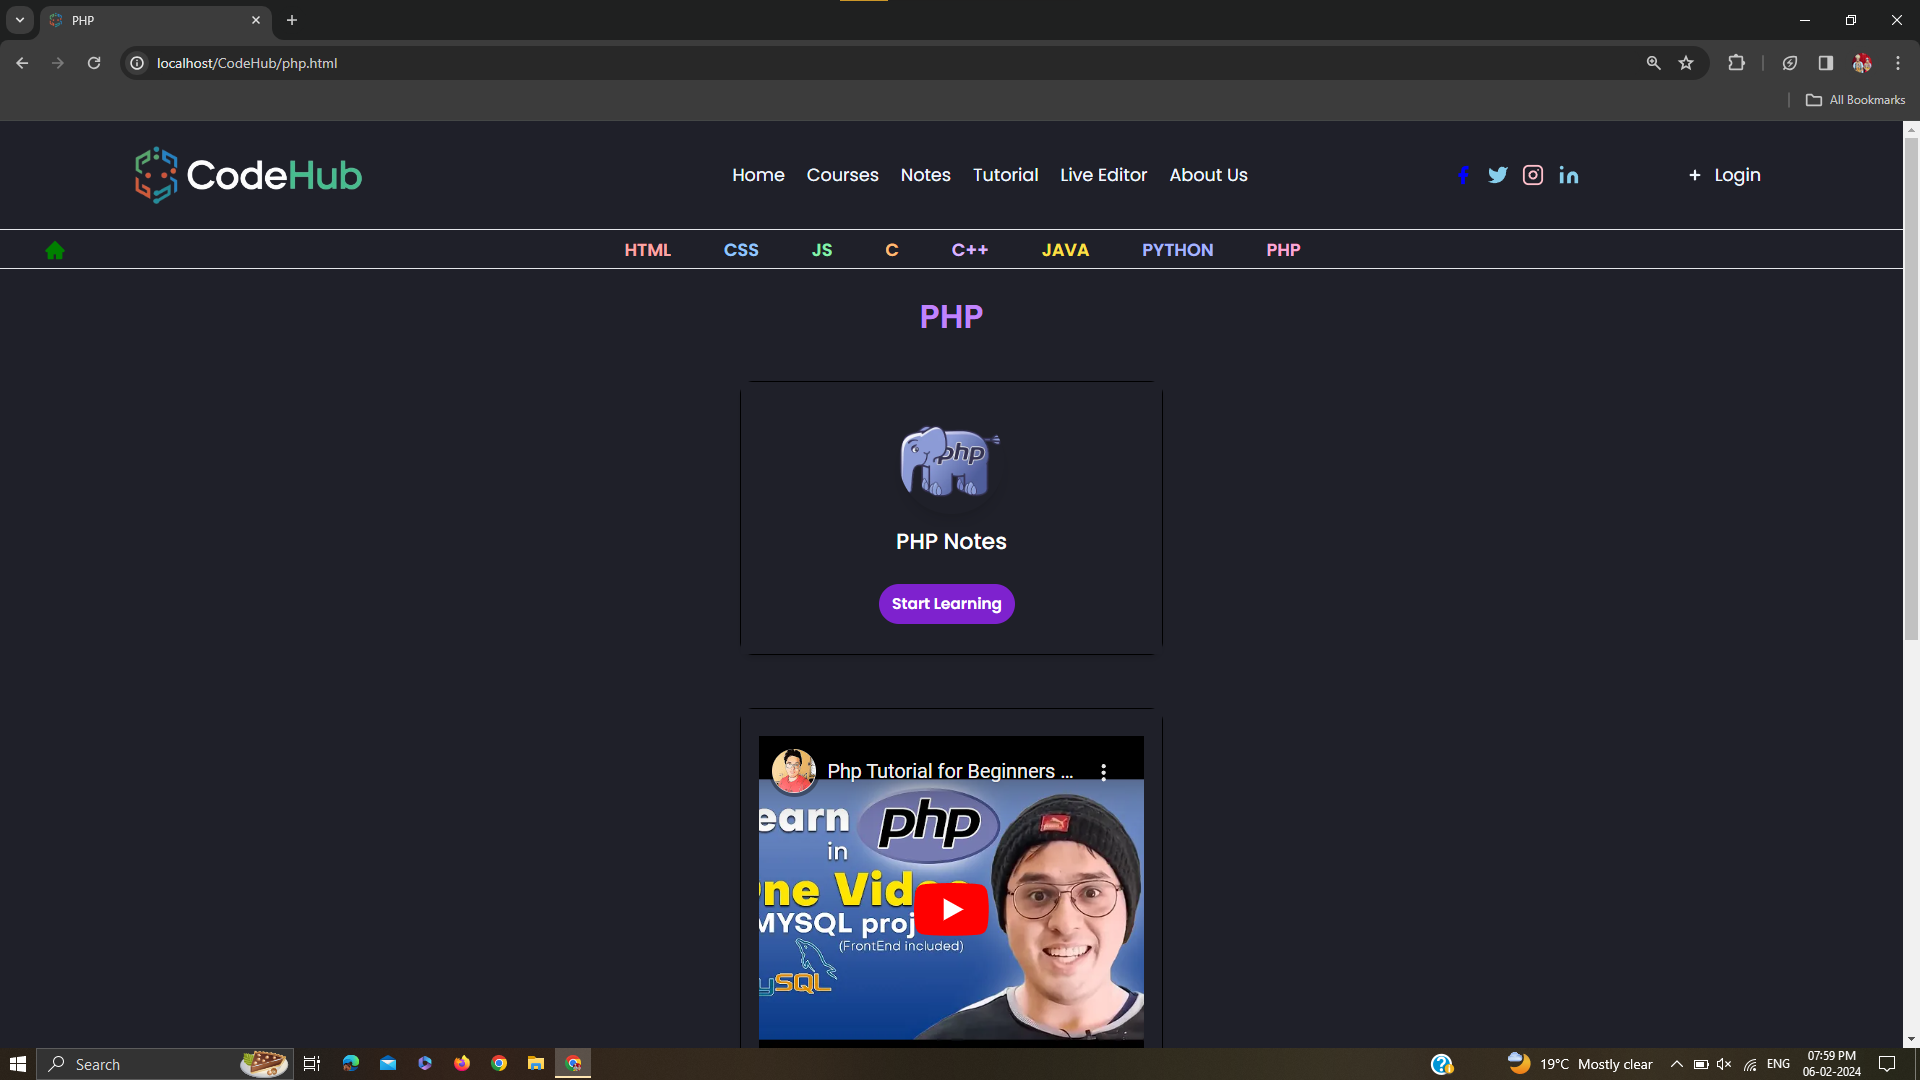 PHP
localhost/CodeHub/php.html
All Bookmarks
CodeHub
Home Courses Notes Tutorial Live Editor About Us
+ Login
HTML CSS JS C C++ JAVA PYTHON PHP
PHP
php
PHP Notes
Start Learning
Php Tutorial for Beginners ...
earn php
in
ne Vid
MYSQL proj
(FrontEnd included)
ySQL
Search
19°C Mostly clear
ENG
07:59 PM
06-02-2024